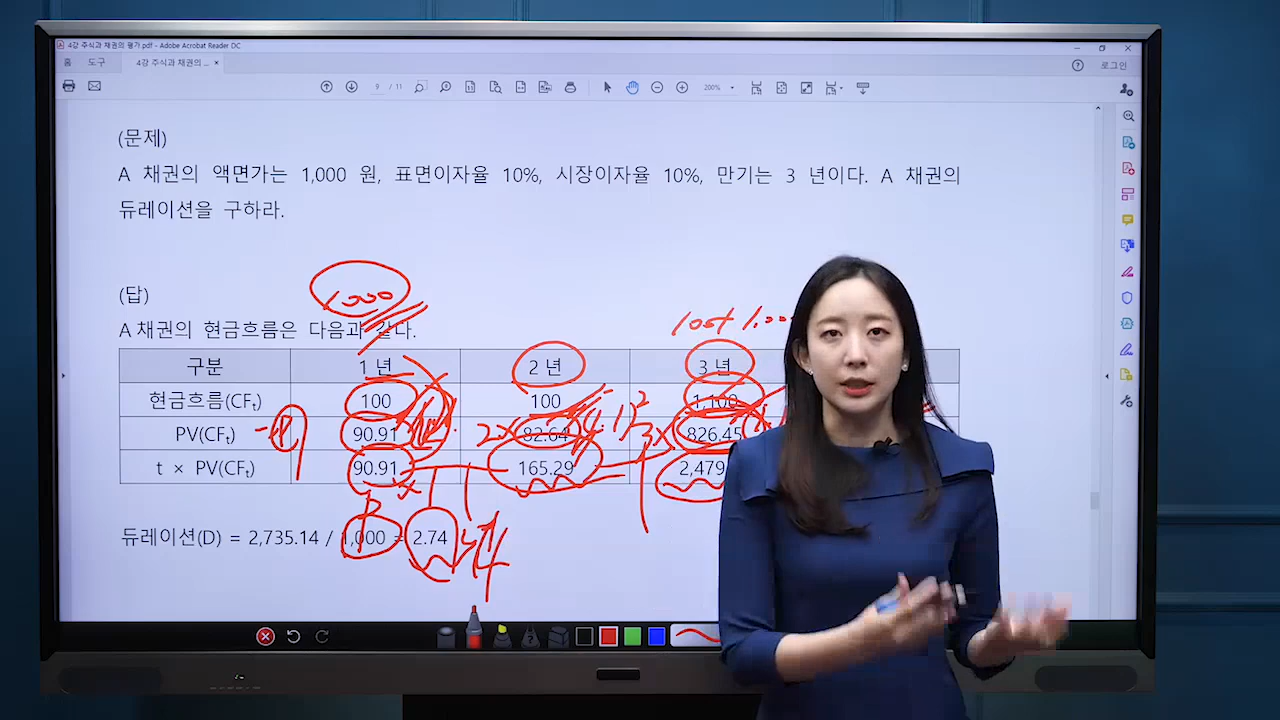 4강 주식과 채권의 평가.pdf - Adobe Acrobat Reader DC
홈 도구 4강 주식과 채권의 ... ×
로그인
9 / 11 200%
(문제)
A 채권의 액면가는 1,000 원, 표면이자율 10%, 시장이자율 10%, 만기는 3 년이다. A 채권의
듀레이션을 구하라.
1,000
(답)
A 채권의 현금흐름은 다음과 같다.
구분 1 년 2 년 3 년
현금흐름(CFt) 100 100 1,100
PV(CFt) 90.91 82.64 826.45
t × PV(CFt) 90.91 165.29 2,479
듀레이션(D) = 2,735.14 / 1,000 = 2.74